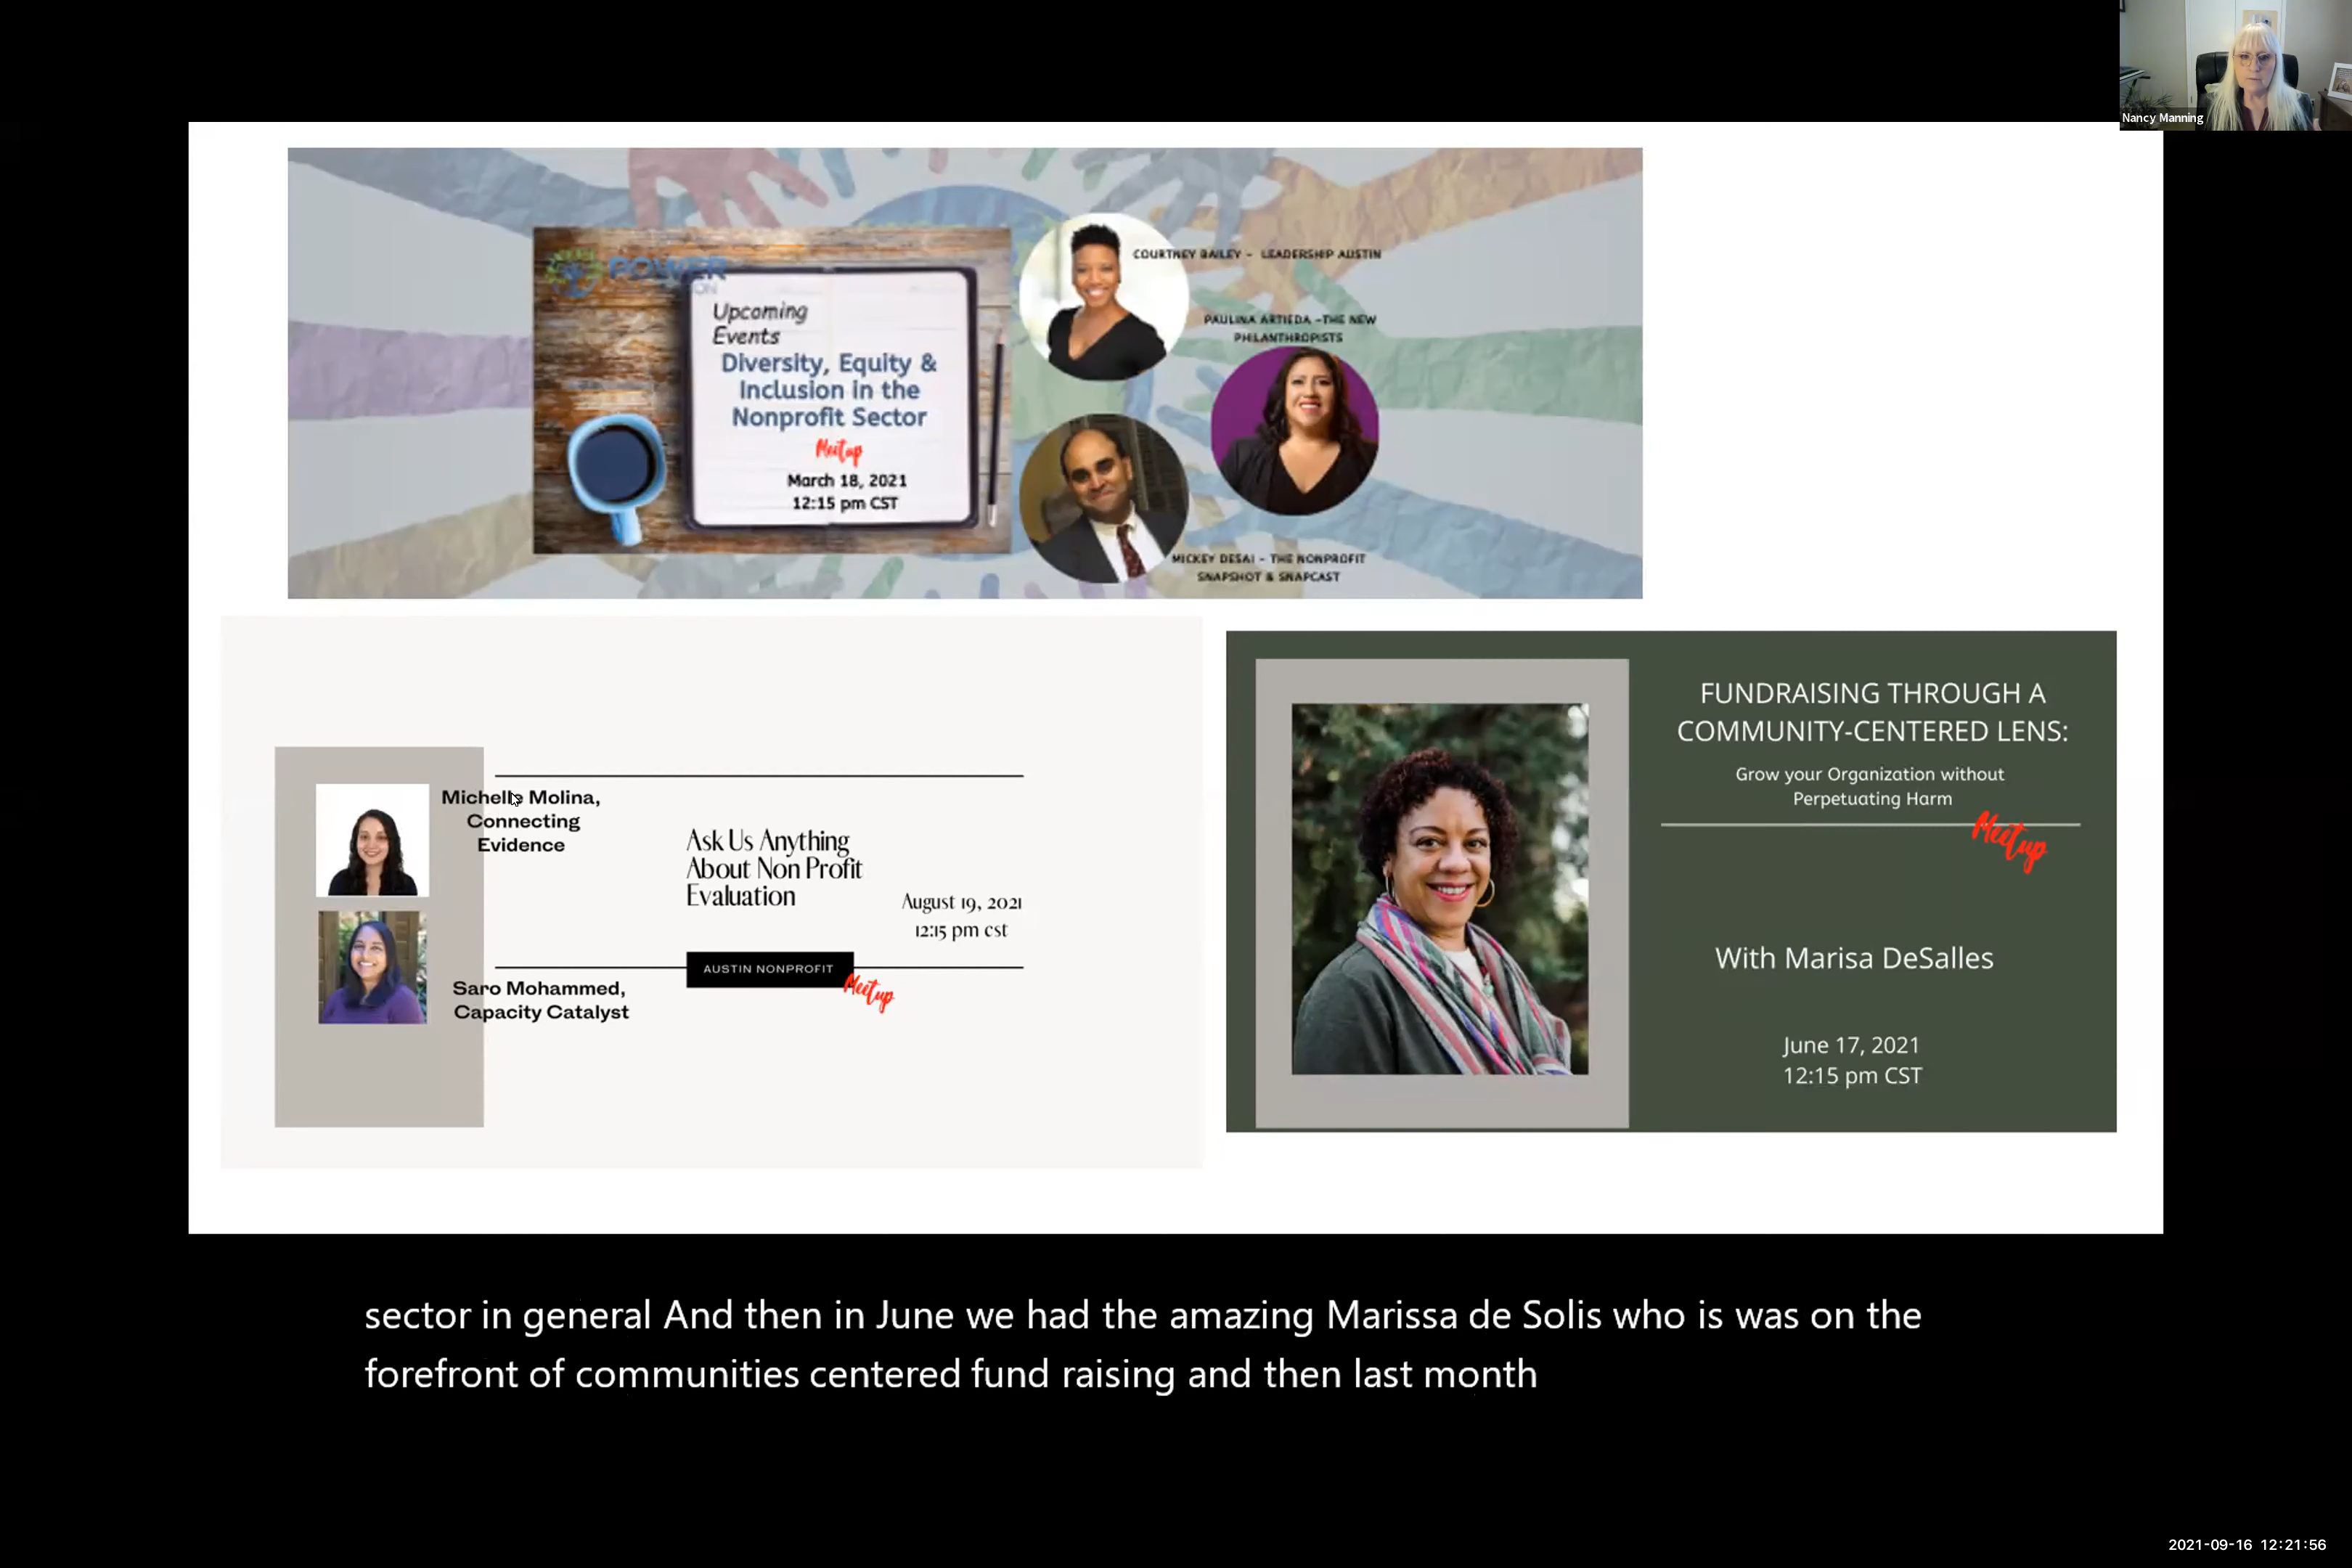 Nancy Manning
POWER
ON
Upcoming
Events
Diversity, Equity &
Inclusion in the
Nonprofit Sector
Meetup
March 18, 2021
12:15 pm CST
COURTNEY BAILEY - LEADERSHIP AUSTIN
PAULINA ARTIEDA -THE NEW
PHILANTHROPISTS
MICKEY DESAI - THE NONPROFIT
SNAPSHOT & SNAPCAST
Michelle Molina,
Connecting
Evidence
Saro Mohammed,
Capacity Catalyst
Ask Us Anything
About Non Profit
Evaluation
August 19, 2021
12:15 pm cst
AUSTIN NONPROFIT
Meetup
FUNDRAISING THROUGH A
COMMUNITY-CENTERED LENS:
Grow your Organization without
Perpetuating Harm
Meetup
With Marisa DeSalles
June 17, 2021
12:15 pm CST
sector in general And then in June we had the amazing Marissa de Solis who is was on the
forefront of communities centered fund raising and then last month
2021-09-16 12:21:56